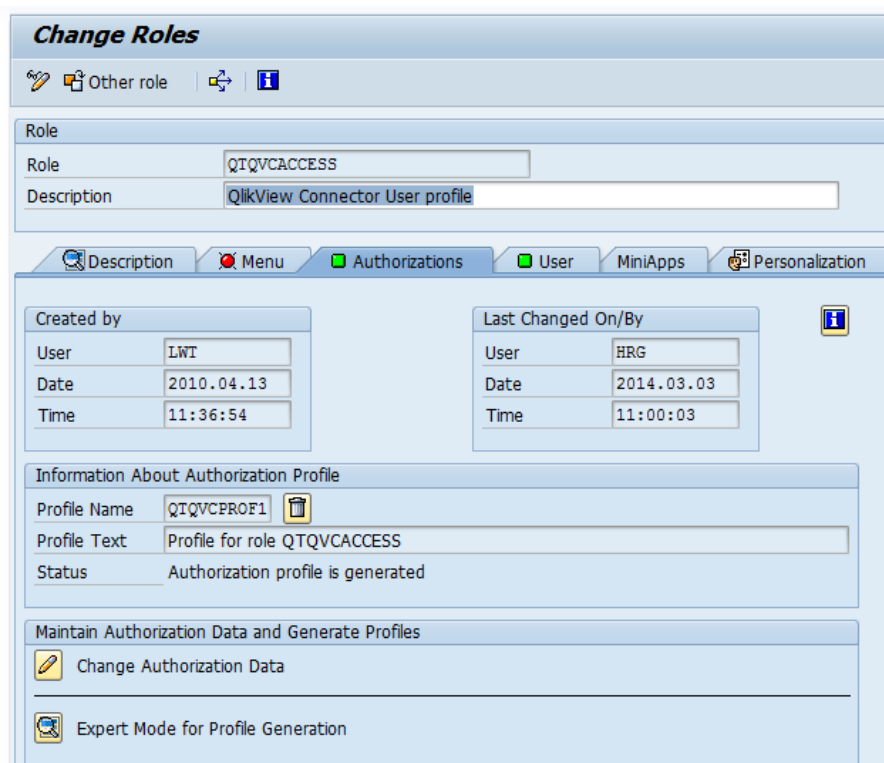 Change Roles
Other role
Role
Role QTQVCACCESS
Description QlikView Connector User profile
Description Menu Authorizations User MiniApps Personalization
Created by Last Changed On/By
User LWT User HRG
Date 2010.04.13 Date 2014.03.03
Time 11:36:54 Time 11:00:03
Information About Authorization Profile
Profile Name QTQVCPROF1
Profile Text Profile for role QTQVCACCESS
Status Authorization profile is generated
Maintain Authorization Data and Generate Profiles
Change Authorization Data
Expert Mode for Profile Generation